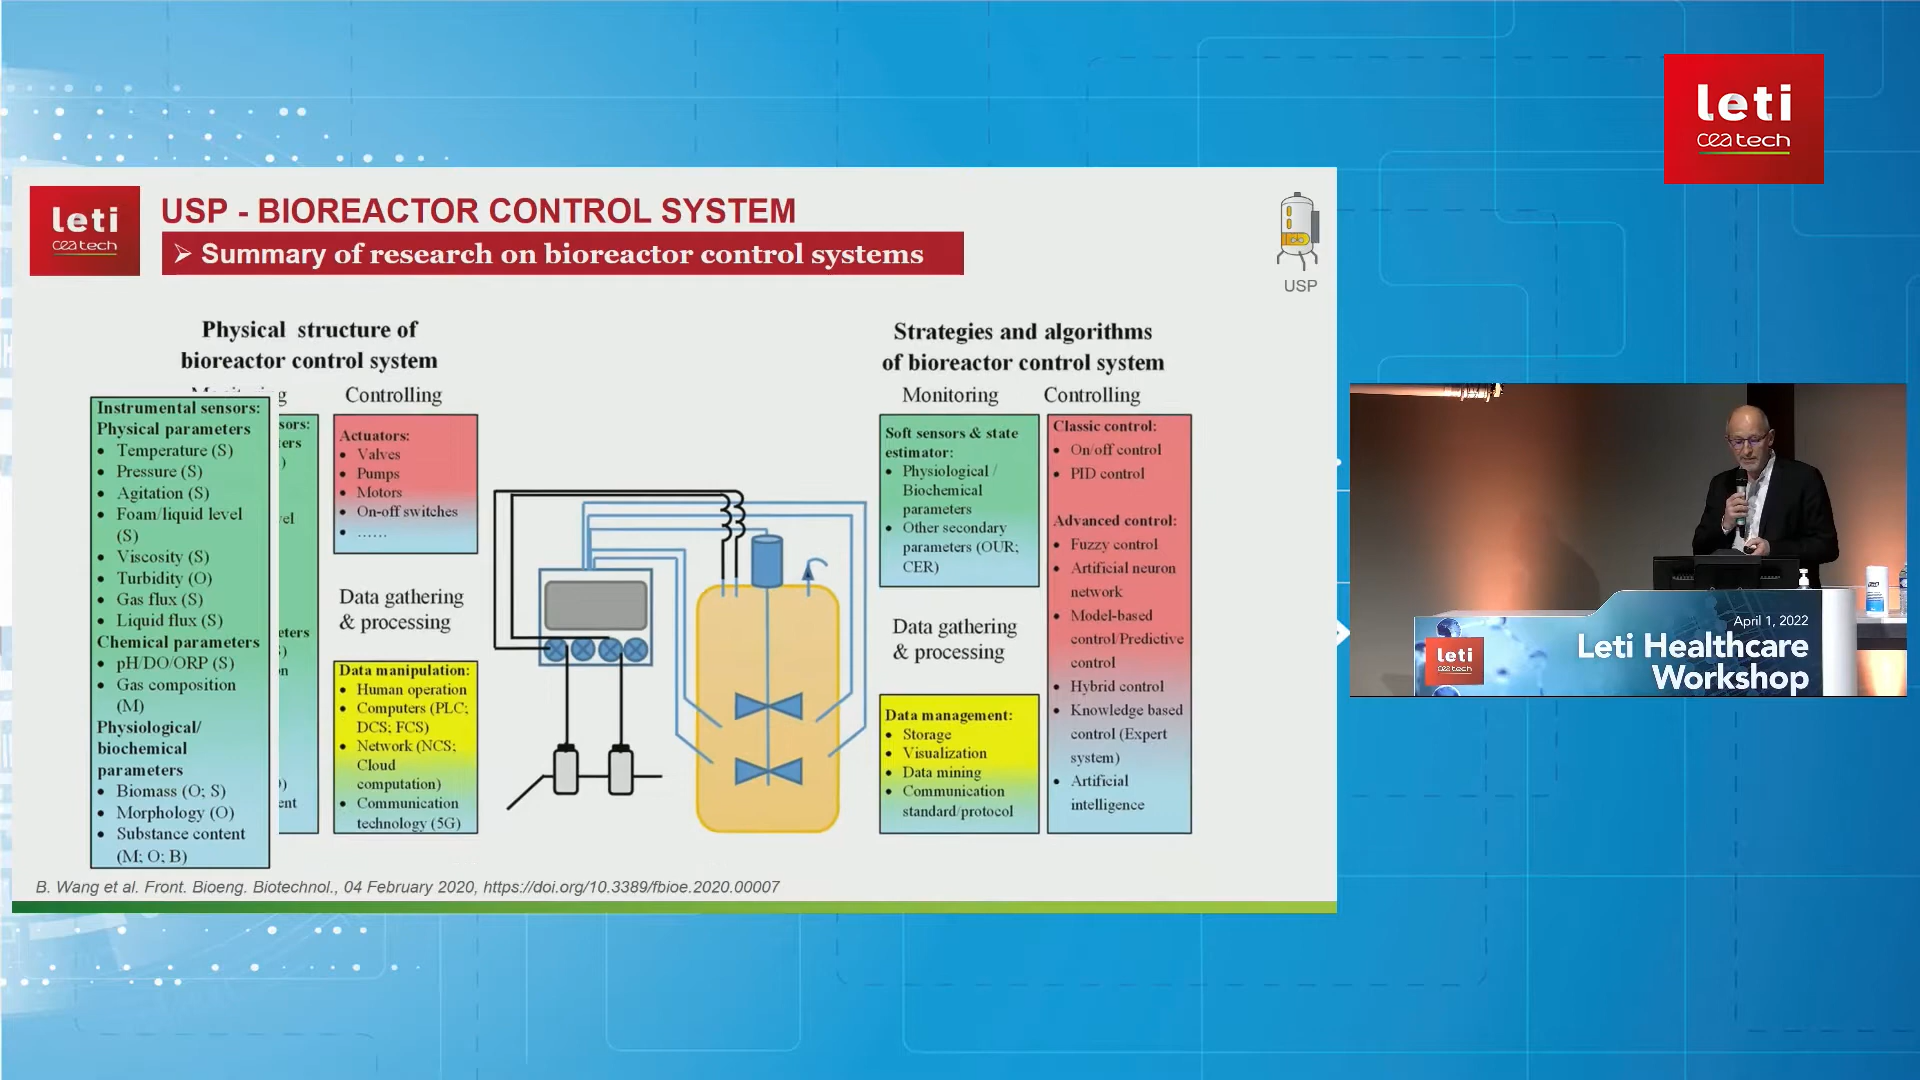 leti
cea tech
leti
cea tech
USP - BIOREACTOR CONTROL SYSTEM
➢ Summary of research on bioreactor control systems
USP
Physical structure of
bioreactor control system
Controlling
Instrumental sensors:
Physical parameters
• Temperature (S)
• Pressure (S)
• Agitation (S)
• Foam/liquid level
(S)
• Viscosity (S)
• Turbidity (O)
• Gas flux (S)
• Liquid flux (S)
Chemical parameters
• pH/DO/ORP (S)
• Gas composition
(M)
Physiological/
biochemical
parameters
• Biomass (O; S)
• Morphology (O)
• Substance content
(M; O; B)
Actuators:
• Valves
• Pumps
• Motors
• On-off switches
• ......
Data gathering
& processing
Data manipulation:
• Human operation
• Computers (PLC;
DCS; FCS)
• Network (NCS;
Cloud
computation)
• Communication
technology (5G)
Strategies and algorithms
of bioreactor control system
Monitoring
Controlling
Soft sensors & state
estimator:
• Physiological /
Biochemical
parameters
• Other secondary
parameters (OUR;
CER)
Data gathering
& processing
Data management:
• Storage
• Visualization
• Data mining
• Communication
standard/protocol
Classic control:
• On/off control
• PID control
Advanced control:
• Fuzzy control
• Artificial neuron
network
• Model-based
control/Predictive
control
• Hybrid control
• Knowledge based
control (Expert
system)
• Artificial
intelligence
B. Wang et al. Front. Bioeng. Biotechnol., 04 February 2020, https://doi.org/10.3389/fbioe.2020.00007
April 1, 2022
Leti Healthcare
Workshop
leti
cea tech